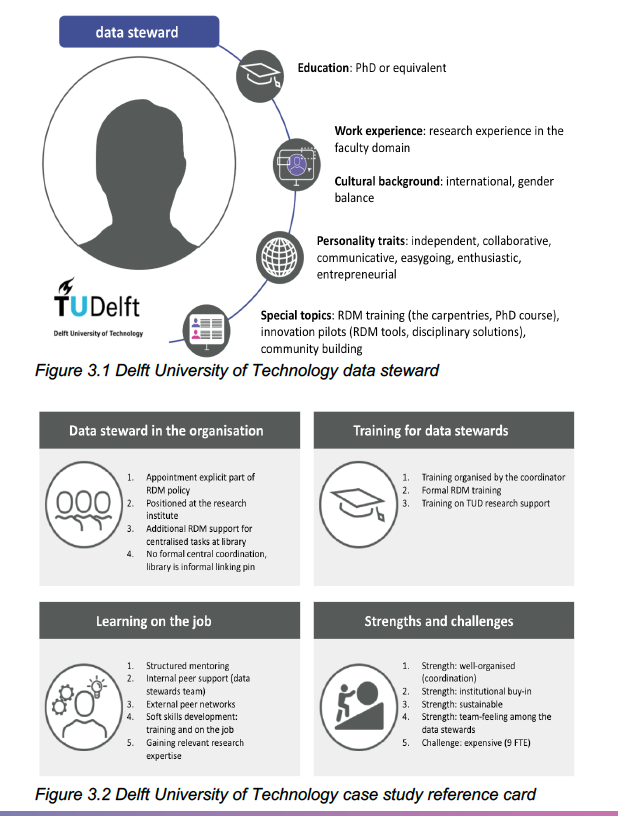 data steward
Education: PhD or equivalent
Work experience: research experience in the
faculty domain
Cultural background: international, gender
balance
Personality traits: independent, collaborative,
communicative, easygoing, enthusiastic,
entrepreneurial
TUDelft
Delft University of Technology
Special topics: RDM training (the carpentries, PhD course),
innovation pilots (RDM tools, disciplinary solutions),
community building
Figure 3.1 Delft University of Technology data steward
Data steward in the organisation
1. Appointment explicit part of
RDM policy
2. Positioned at the research
institute
3. Additional RDM support for
centralised tasks at library
4. No formal central coordination,
library is informal linking pin
Training for data stewards
1. Training organised by the coordinator
2. Formal RDM training
3. Training on TUD research support
Learning on the job
1. Structured mentoring
2. Internal peer support (data
stewards team)
3. External peer networks
4. Soft skills development:
training and on the job
5. Gaining relevant research
expertise
Strengths and challenges
1. Strength: well-organised
(coordination)
2. Strength: institutional buy-in
3. Strength: sustainable
4. Strength: team-feeling among the
data stewards
5. Challenge: expensive (9 FTE)
Figure 3.2 Delft University of Technology case study reference card